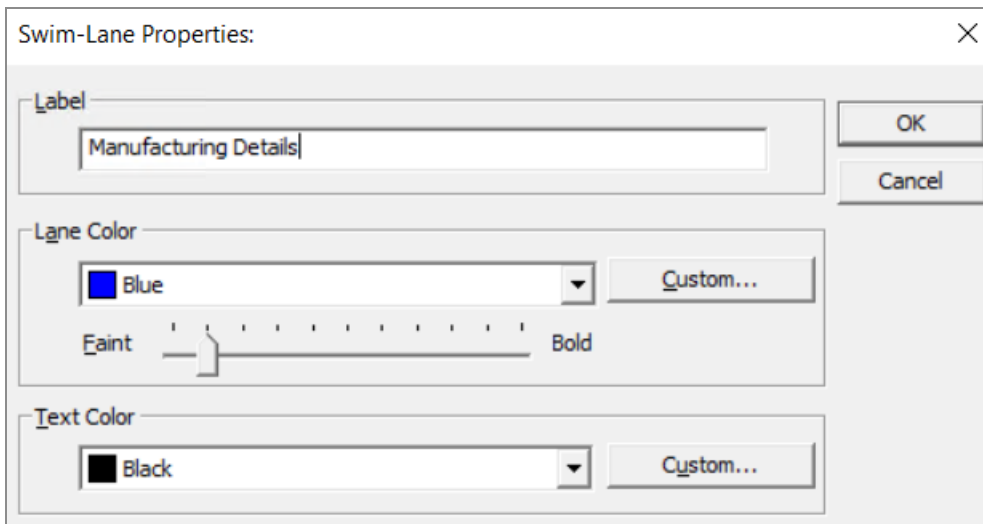 Swim-Lane Properties:
Label
Manufacturing Details
OK
Cancel
Lane Color
Blue
Custom...
Faint
Bold
Text Color
Black
Custom...